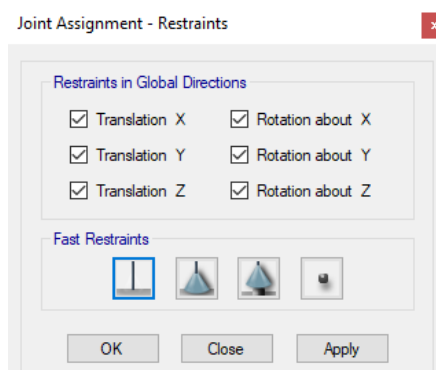 Joint Assignment - Restraints
Restraints in Global Directions
Translation X Rotation about X
Translation Y Rotation about Y
Translation Z Rotation about Z
Fast Restraints
OK Close Apply